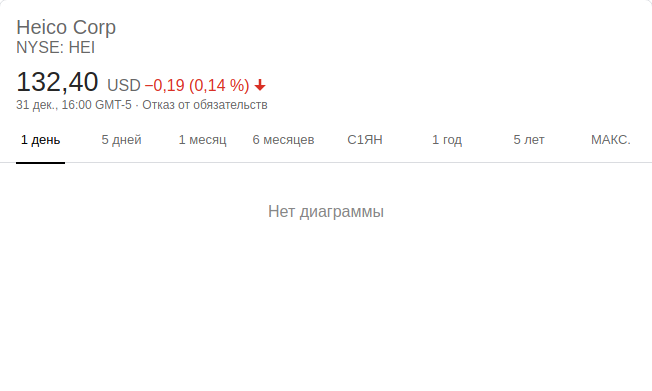 Heico Corp
NYSE: HEI
132,40 USD −0,19 (0,14 %)
31 дек., 16:00 GMT-5 · Отказ от обязательств
1 день 5 дней 1 месяц 6 месяцев С1ЯН 1 год 5 лет МАКС.
Нет диаграммы